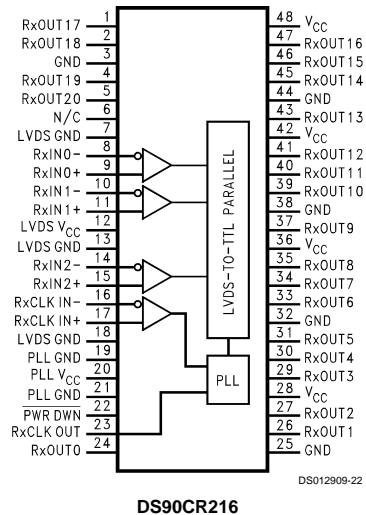 RxOUT17 1
RxOUT18 2
GND 3
RxOUT19 4
RxOUT20 5
N/C 6
LVDS GND 7
RxIN0- 8
RxIN0+ 9
RxIN1- 10
RxIN1+ 11
LVDS VCC 12
LVDS GND 13
RxIN2- 14
RxIN2+ 15
RxCLK IN- 16
RxCLK IN+ 17
LVDS GND 18
PLL GND 19
PLL VCC 20
PLL GND 21
PWR DWN 22
RxCLK OUT 23
RxOUT0 24
LVDS-TO-TTL PARALLEL
PLL
48 VCC
47 RxOUT16
46 RxOUT15
45 RxOUT14
44 GND
43 RxOUT13
42 VCC
41 RxOUT12
40 RxOUT11
39 RxOUT10
38 GND
37 RxOUT9
36 VCC
35 RxOUT8
34 RxOUT7
33 RxOUT6
32 GND
31 RxOUT5
30 RxOUT4
29 RxOUT3
28 VCC
27 RxOUT2
26 RxOUT1
25 GND
DS012909-22
DS90CR216